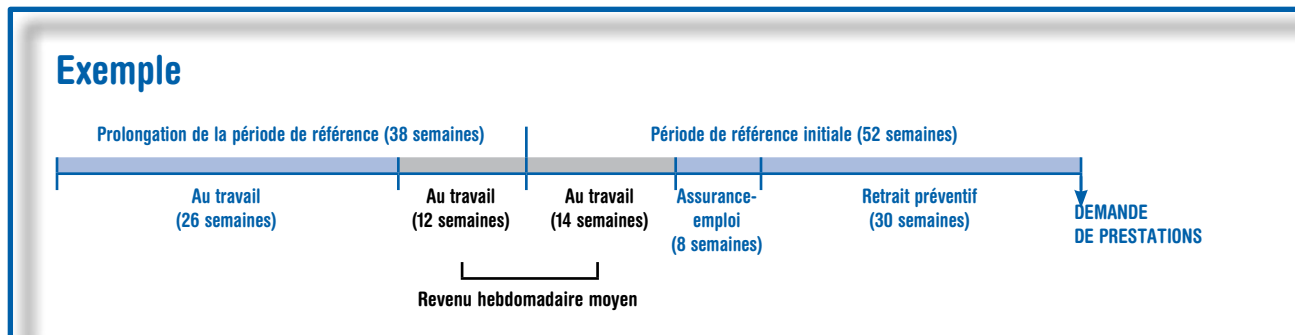 Exemple
Prolongation de la période de référence (38 semaines)
Période de référence initiale (52 semaines)
Au travail
(26 semaines)
Au travail
(12 semaines)
Au travail
(14 semaines)
Assurance-
emploi
(8 semaines)
Retrait préventif
(30 semaines)
DEMANDE
DE PRESTATIONS
Revenu hebdomadaire moyen